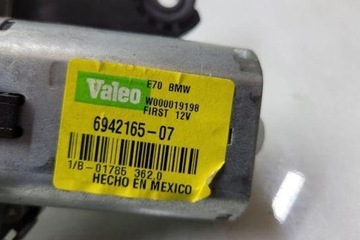 E70 BMW
Valeo
W000019198
FIRST 12V
6942165-07
1/B-01785 362.0
HECHO EN MEXICO